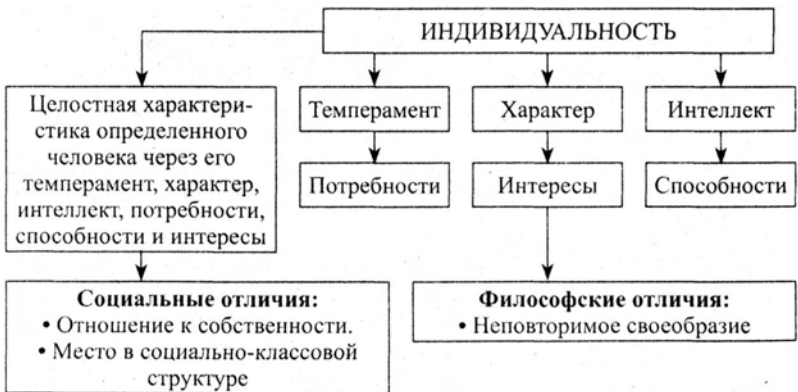 ИНДИВИДУАЛЬНОСТЬ
Целостная характери-
стика определенного
человека через его
темперамент, характер,
интеллект, потребности,
способности и интересы
Темперамент
Характер
Интеллект
Потребности
Интересы
Способности
Социальные отличия:
• Отношение к собственности.
• Место в социально-классовой
структуре
Философские отличия:
• Неповторимое своеобразие